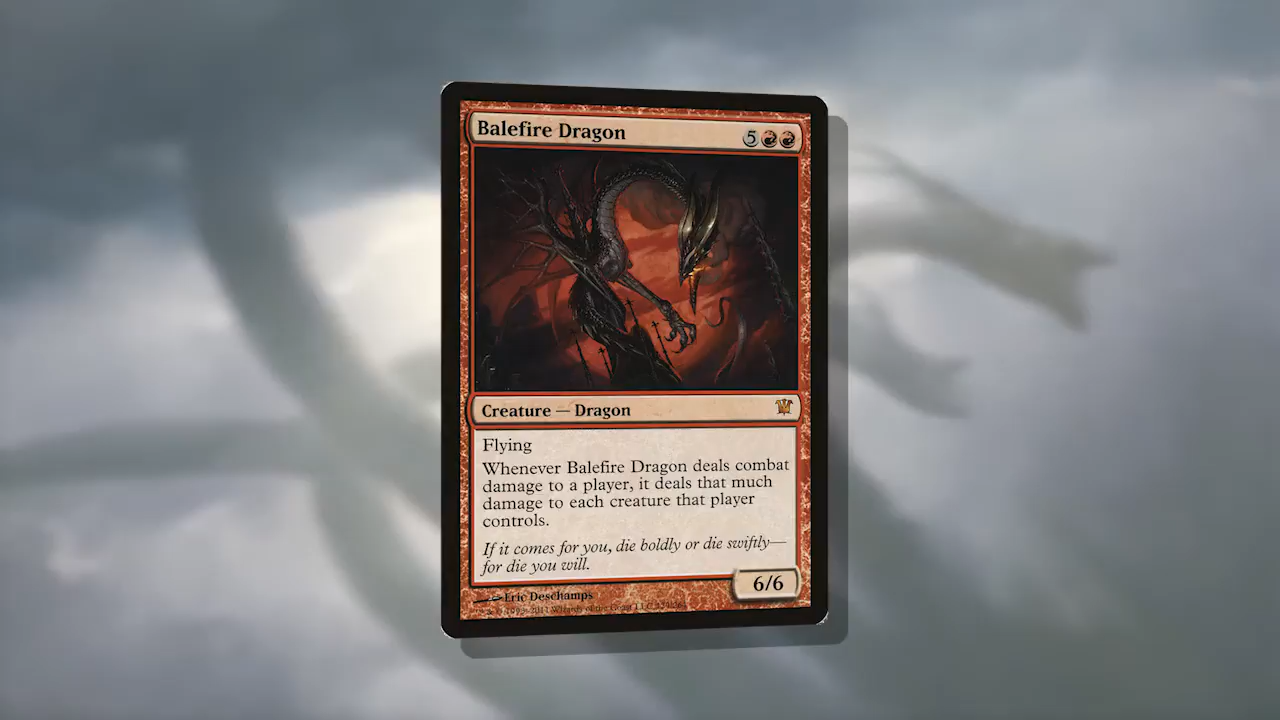 Balefire Dragon
5
Creature — Dragon
Flying
Whenever Balefire Dragon deals combat
damage to a player, it deals that much
damage to each creature that player
controls.
If it comes for you, die boldly or die swiftly—
for die you will.
6/6
Eric Deschamps